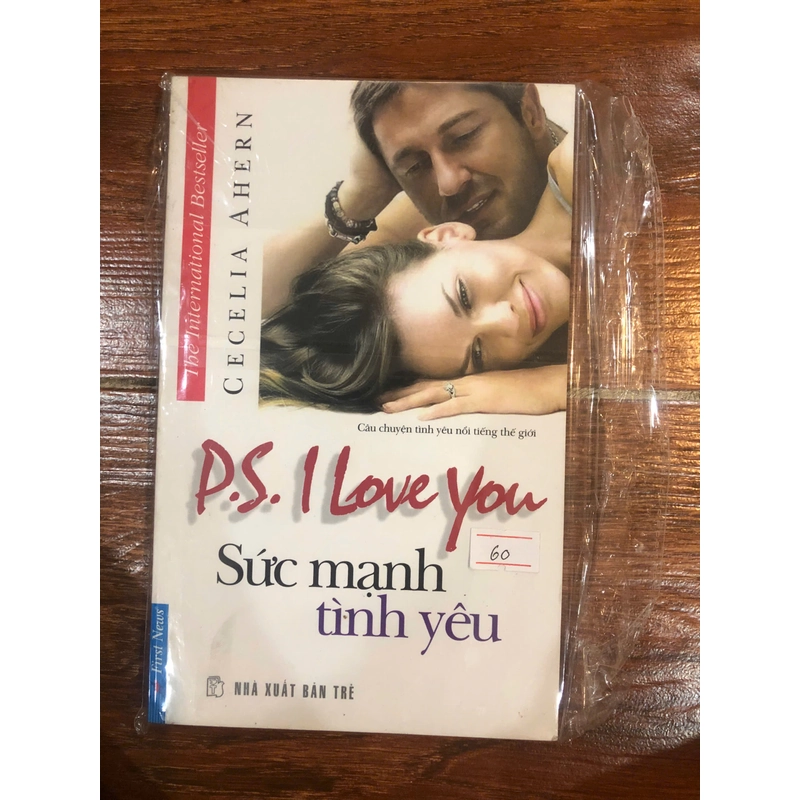 The International Bestseller
CECELIA AHERN
Câu chuyện tình yêu nổi tiếng thế giới
P.S. I Love You
60
Sức mạnh
tình yêu
First News
NHÀ XUẤT BẢN TRẺ